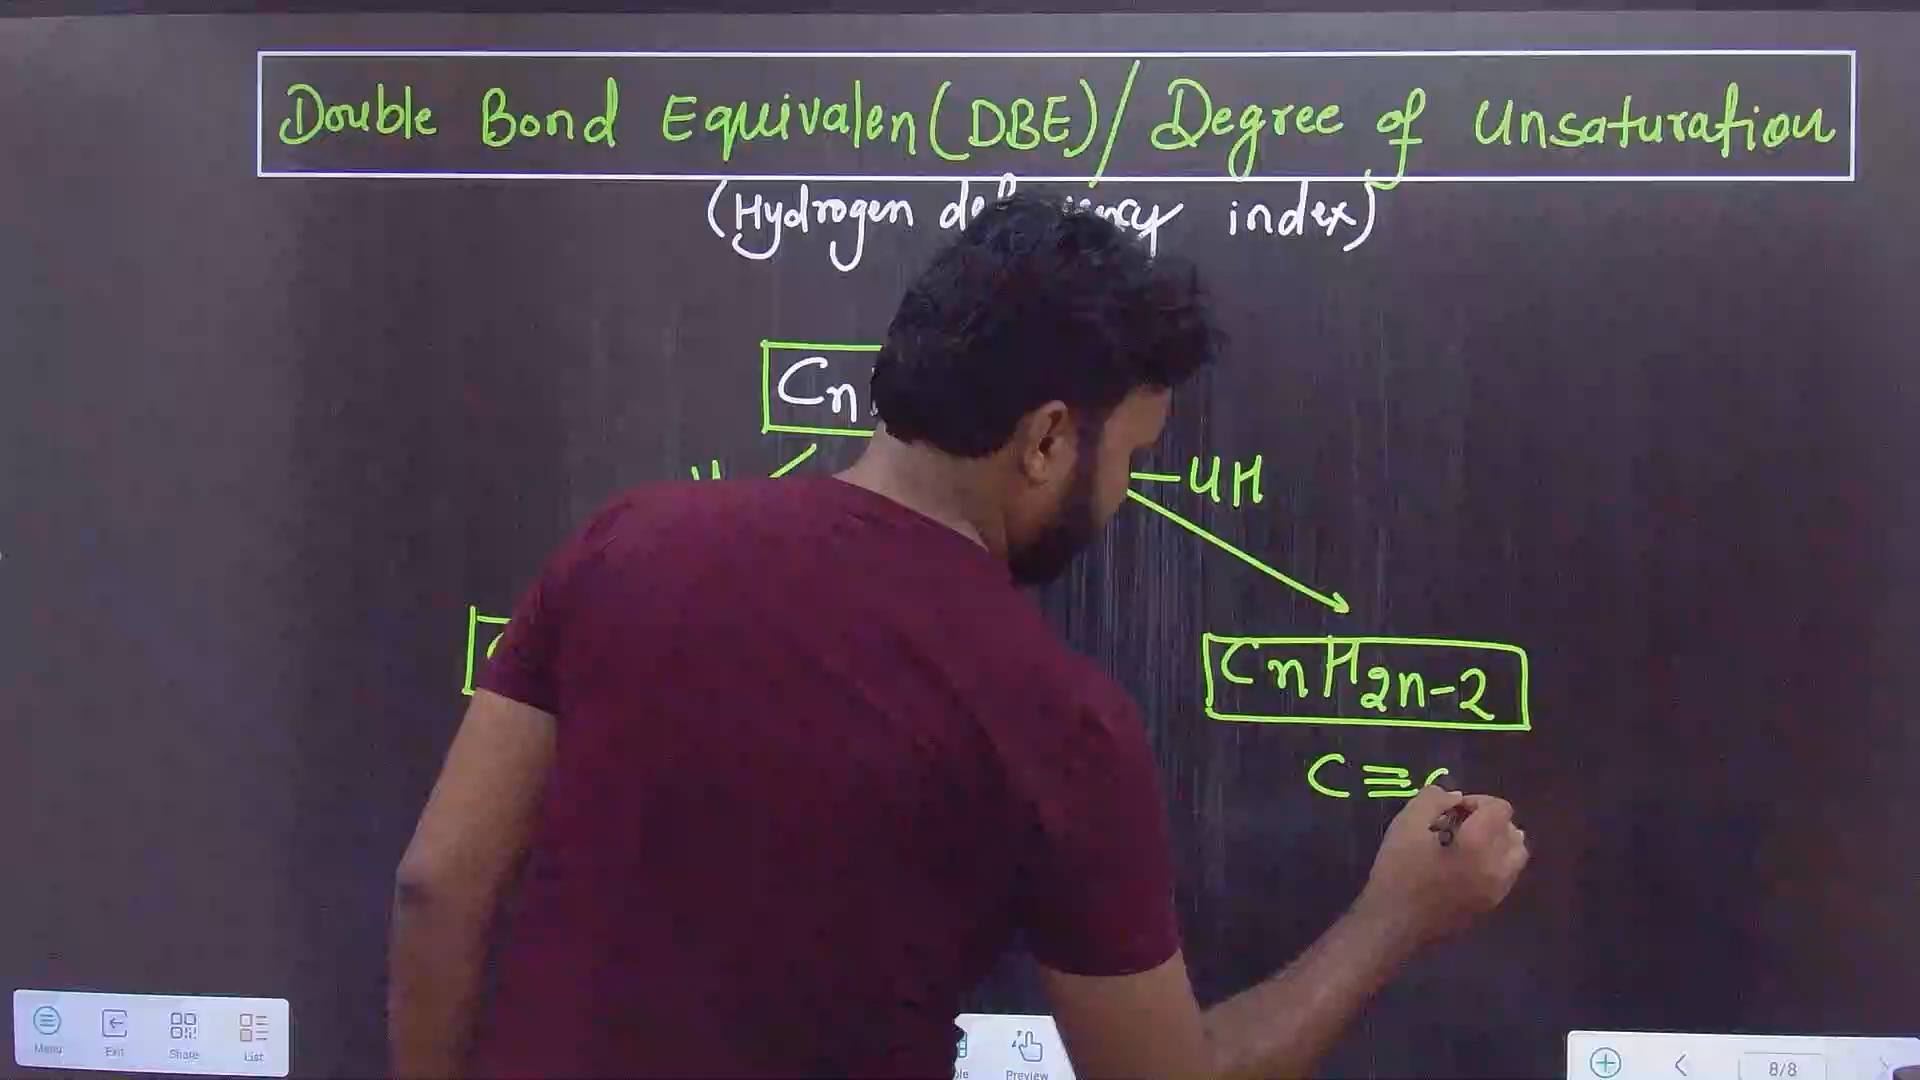 Double Bond Equivalen(DBE)/Degree of Unsaturation
(Hydrogen index)
Cn
-4H
CnH2n-2
C≡C
Menu Exit Share List
Preview
8/8